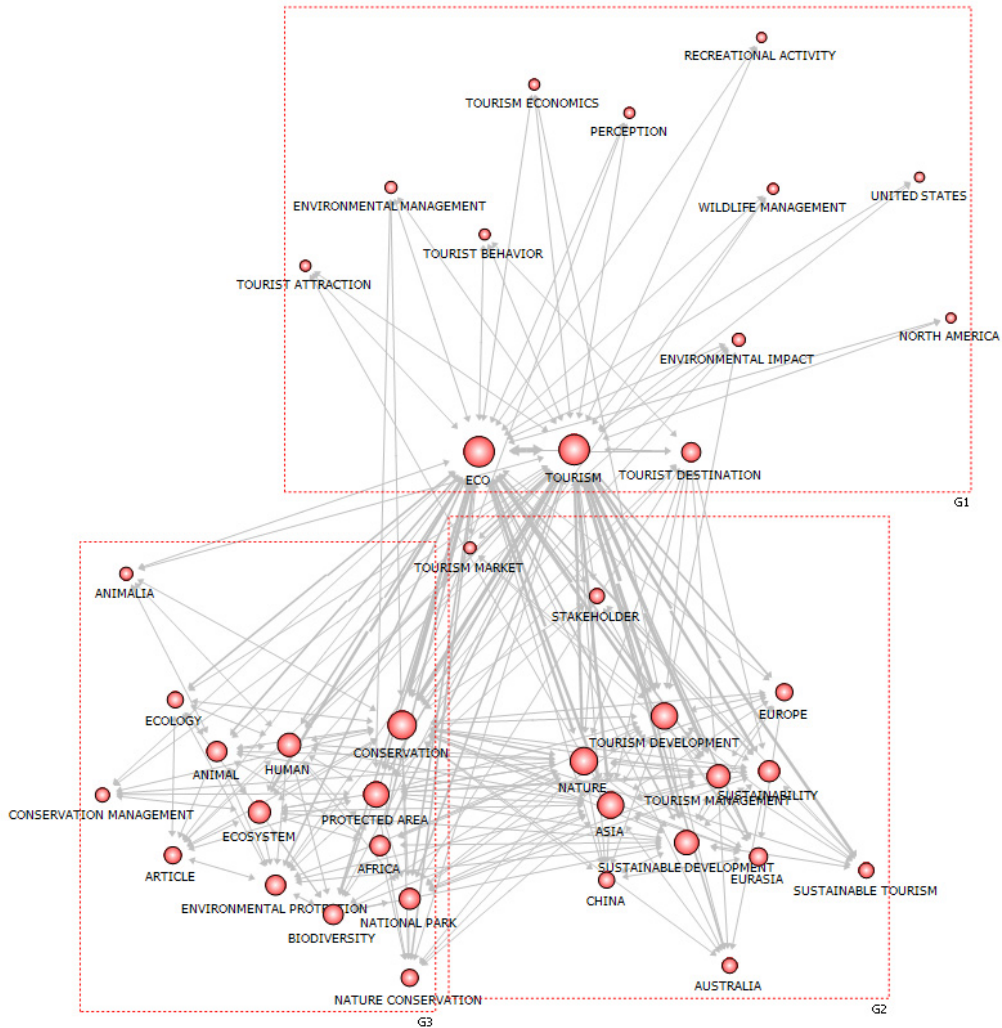 RECREATIONAL ACTIVITY
TOURISM ECONOMICS
PERCEPTION
ENVIRONMENTAL MANAGEMENT
WILDLIFE MANAGEMENT
UNITED STATES
TOURIST BEHAVIOR
TOURIST ATTRACTION
NORTH AMERICA
ENVIRONMENTAL IMPACT
ECO
TOURISM
TOURIST DESTINATION
G1
TOURISM MARKET
ANIMALIA
STAKEHOLDER
ECOLOGY
EUROPE
CONSERVATION
TOURISM DEVELOPMENT
ANIMAL
HUMAN
NATURE
TOURISM MANAGEMENT
SUSTAINABILITY
CONSERVATION MANAGEMENT
PROTECTED AREA
ECOSYSTEM
ASIA
ARTICLE
AFRICA
SUSTAINABLE DEVELOPMENT
EURASIA
SUSTAINABLE TOURISM
ENVIRONMENTAL PROTECTION
NATIONAL PARK
CHINA
BIODIVERSITY
NATURE CONSERVATION
AUSTRALIA
G2
G3